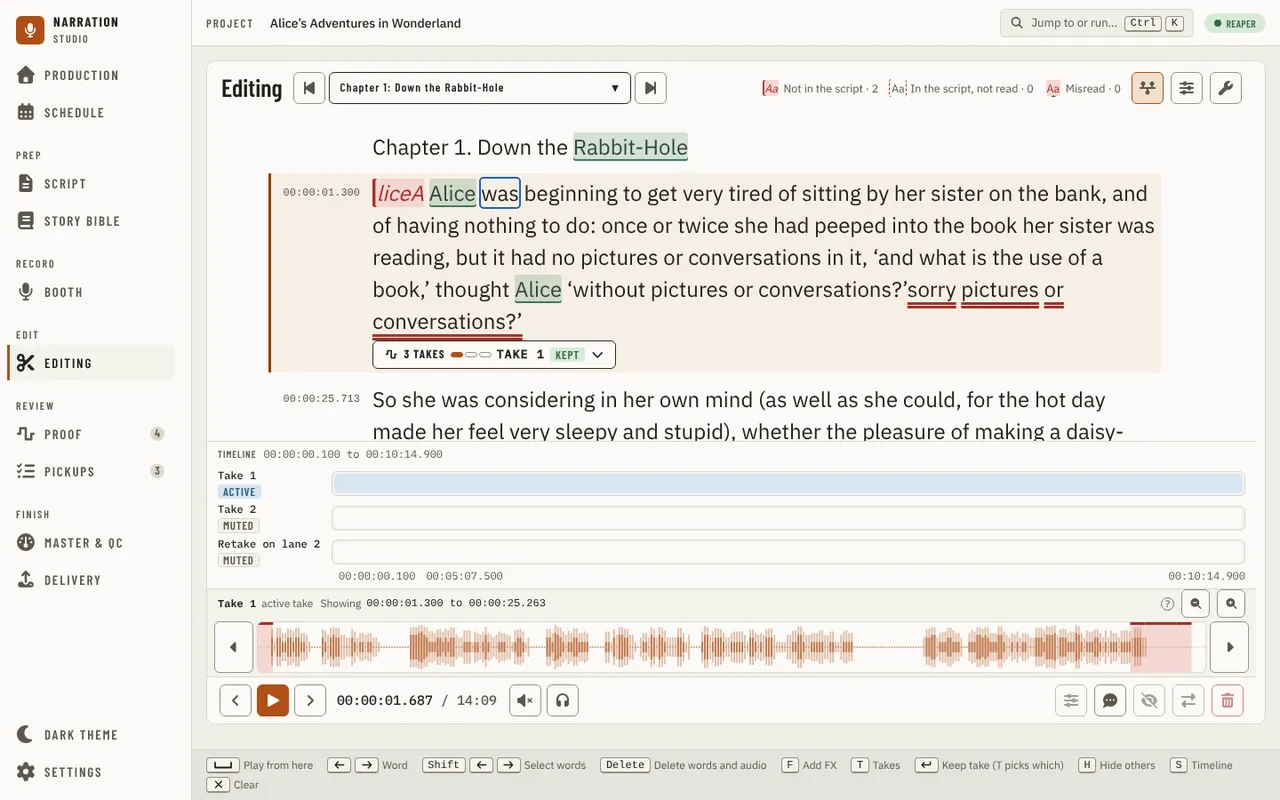 NARRATION
STUDIO
PRODUCTION
SCHEDULE
PREP
SCRIPT
STORY BIBLE
RECORD
BOOTH
EDIT
EDITING
REVIEW
PROOF 4
PICKUPS 3
FINISH
MASTER & QC
DELIVERY
DARK THEME
SETTINGS
PROJECT Alice's Adventures in Wonderland
Jump to or run... Ctrl K
REAPER
Editing
Chapter 1: Down the Rabbit-Hole
Aa Not in the script · 2 Aa In the script, not read · 0 Aa Misread · 0
Chapter 1. Down the Rabbit-Hole
00:00:01.300 liceA Alice was beginning to get very tired of sitting by her sister on the bank, and
of having nothing to do: once or twice she had peeped into the book her sister was
reading, but it had no pictures or conversations in it, ‘and what is the use of a
book,’ thought Alice ‘without pictures or conversations?’sorry pictures or
conversations?’
3 TAKES TAKE 1 KEPT
00:00:25.713 So she was considering in her own mind (as well as she could, for the hot day
made her feel very sleepy and stupid), whether the pleasure of making a daisy-
TIMELINE 00:00:00.100 to 00:10:14.900
Take 1
ACTIVE
Take 2
MUTED
Retake on lane 2
MUTED
00:00:00.100 00:05:07.500 00:10:14.900
Take 1 active take Showing 00:00:01.300 to 00:00:25.263 ?
00:00:01.687 / 14:09
Play from here ← → Word Shift ← → Select words Delete Delete words and audio F Add FX T Takes ↵ Keep take (T picks which) H Hide others S Timeline
X Clear